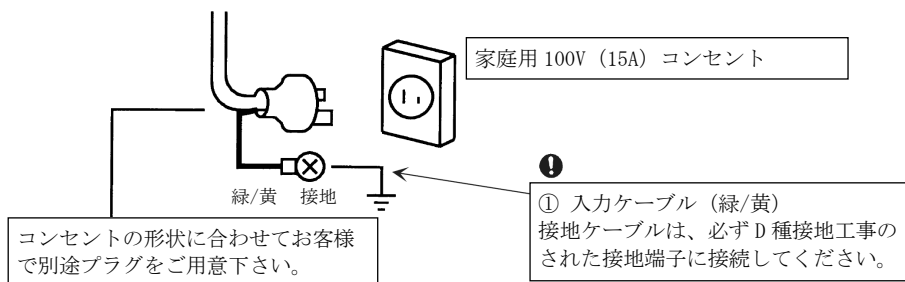 家庭用 100V (15A) コンセント
緑/黄 接地
① 入力ケーブル (緑/黄)
接地ケーブルは、必ず D 種接地工事の
された接地端子に接続してください。
コンセントの形状に合わせてお客様
で別途プラグをご用意下さい。